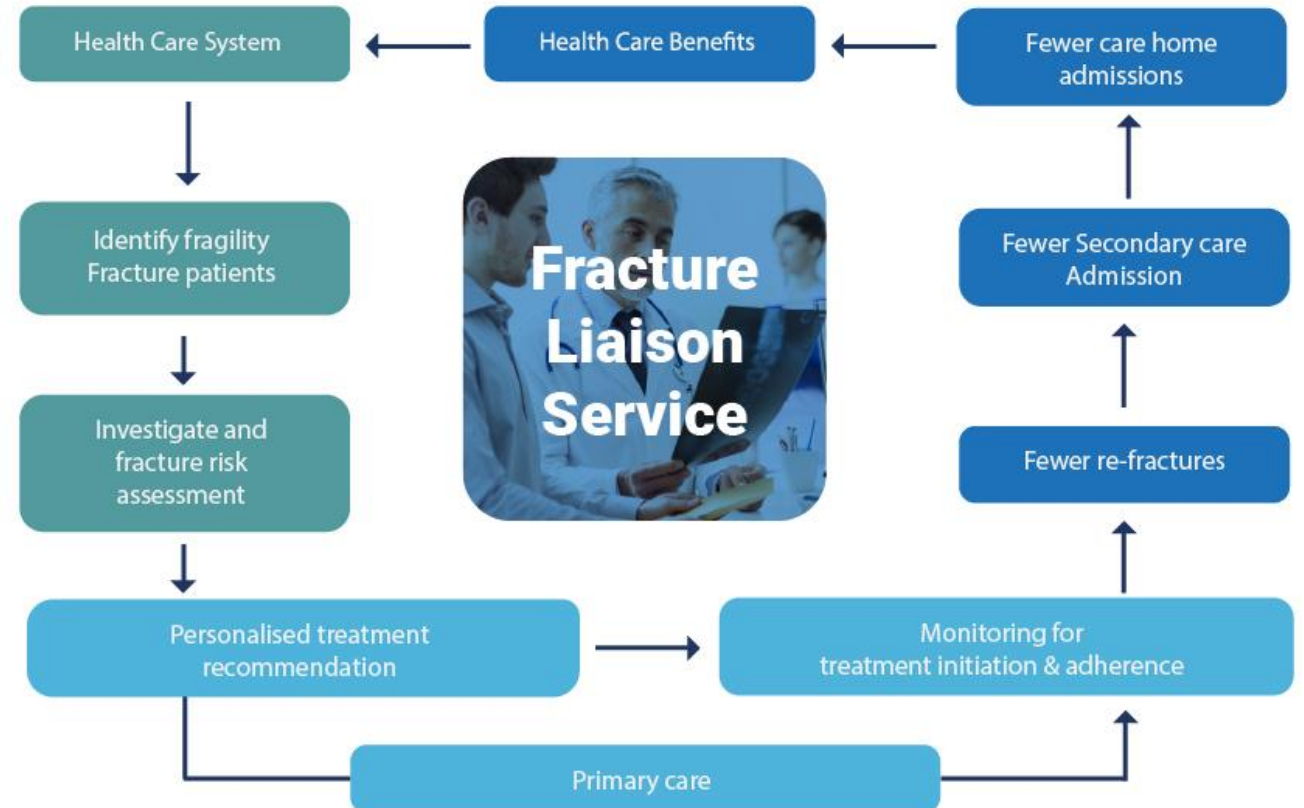 Health Care System
Health Care Benefits
Fewer care home
admissions
Identify fragility
Fracture patients
Fracture
Liaison
Service
Fewer Secondary care
Admission
Investigate and
fracture risk
assessment
Fewer re-fractures
Personalised treatment
recommendation
Monitoring for
treatment initiation & adherence
Primary care